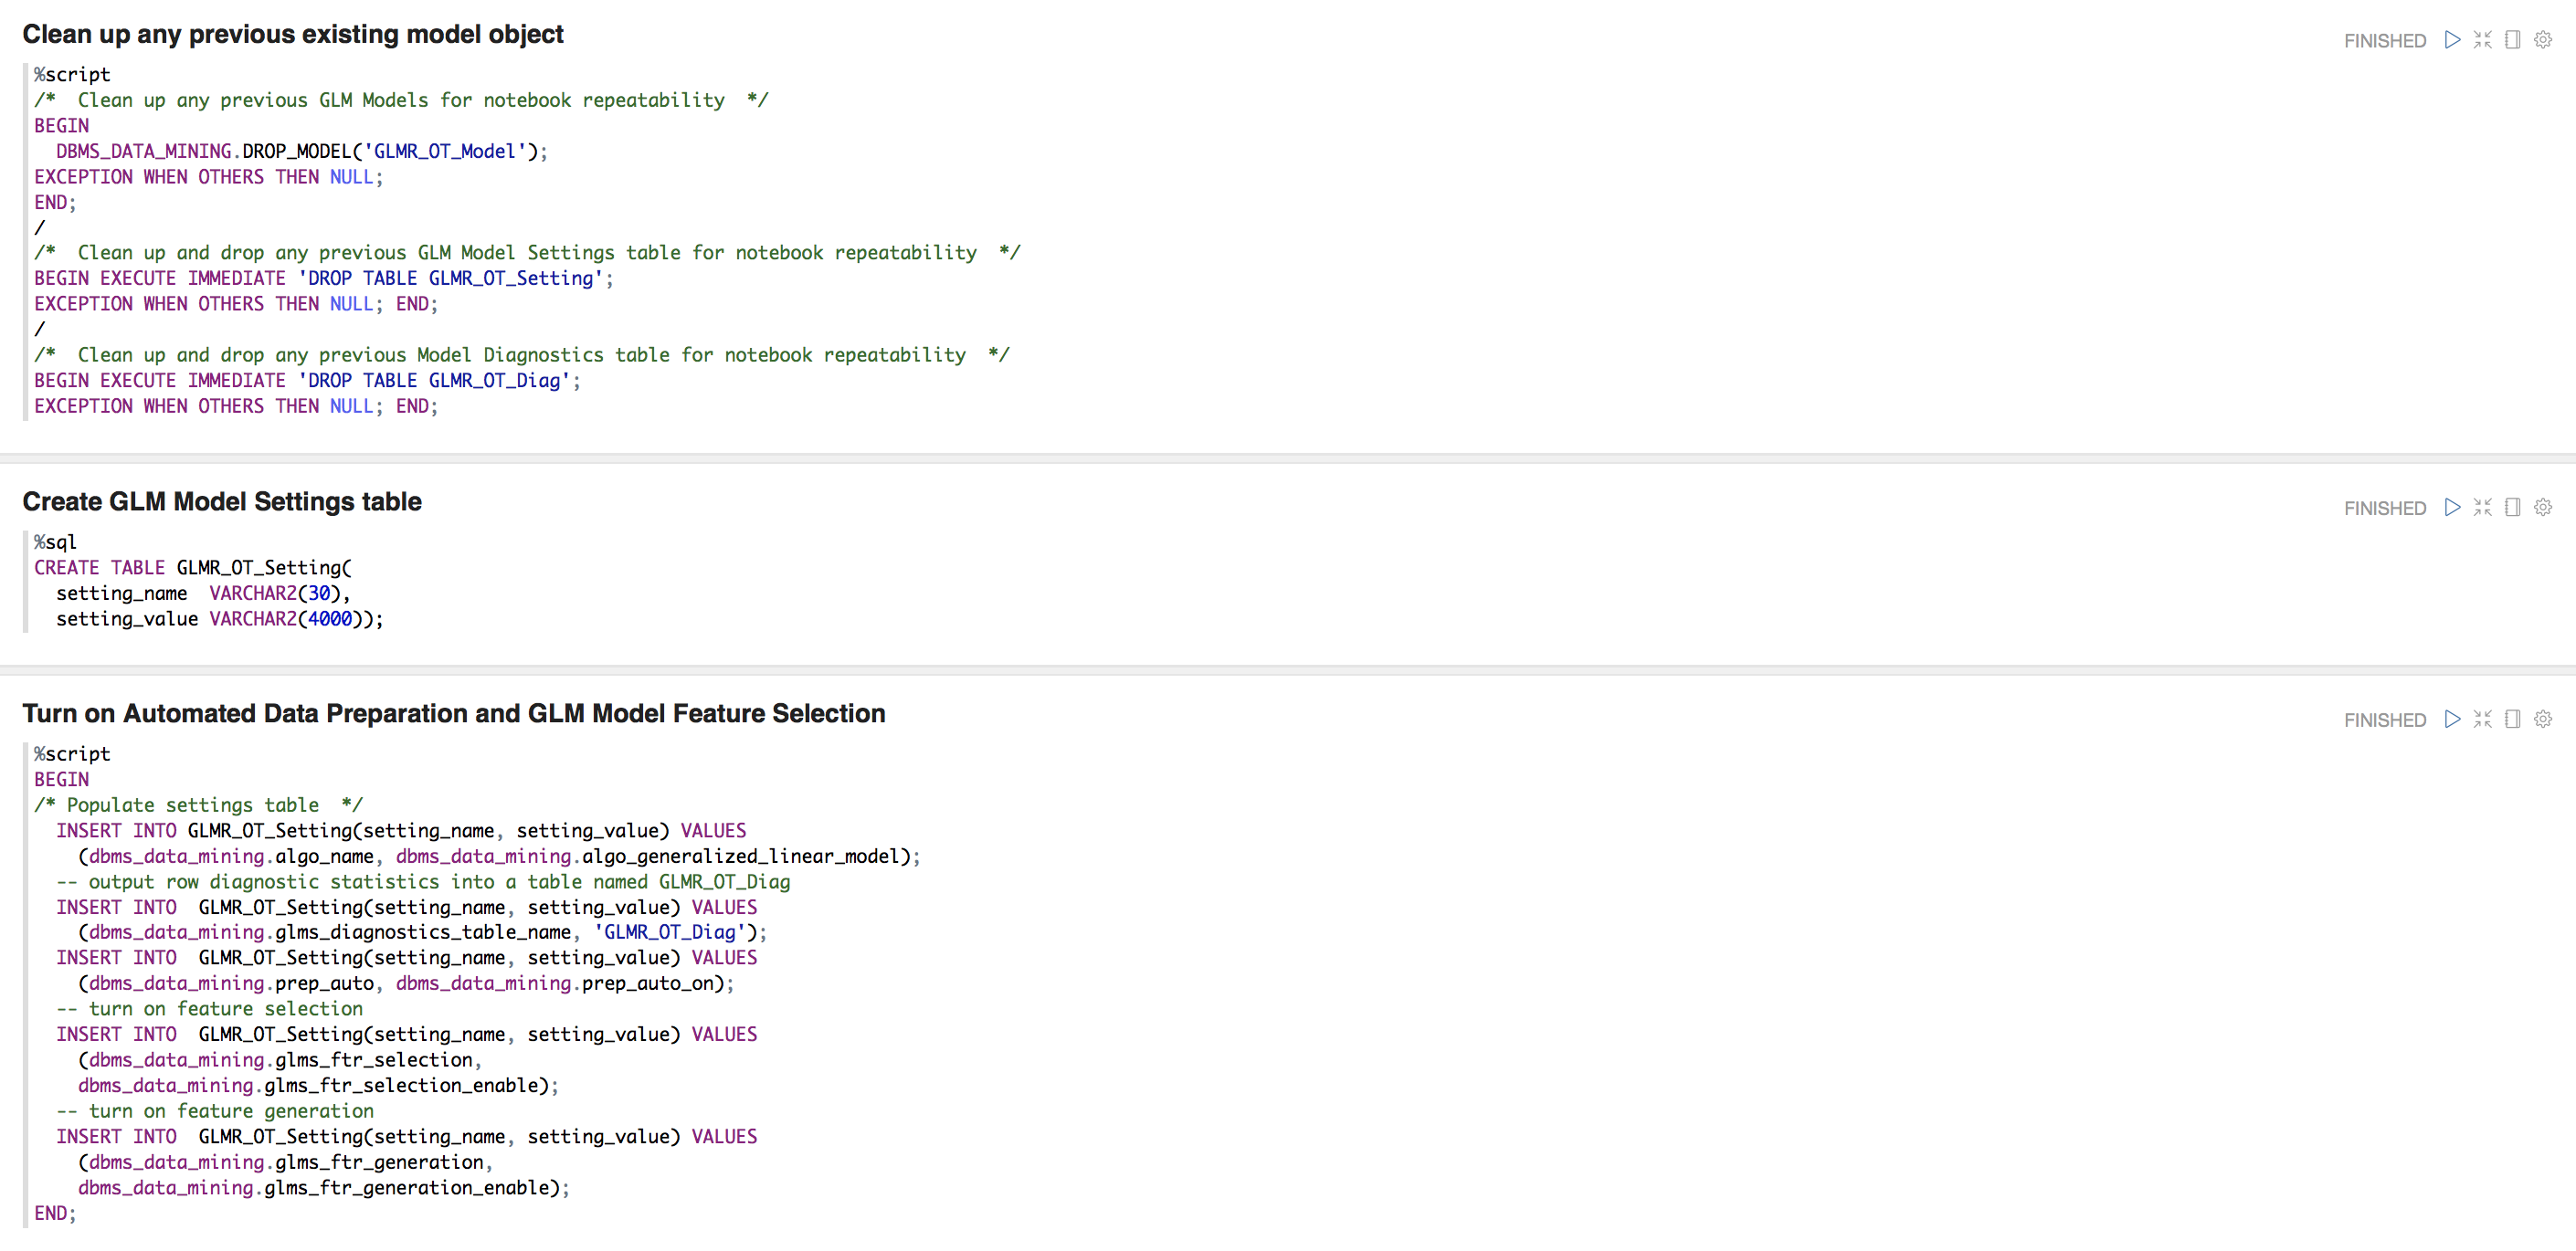 Clean up any previous existing model object
FINISHED
%script
/*  Clean up any previous GLM Models for notebook repeatability  */
BEGIN
  DBMS_DATA_MINING.DROP_MODEL('GLMR_OT_Model');
EXCEPTION WHEN OTHERS THEN NULL;
END;
/
/*  Clean up and drop any previous GLM Model Settings table for notebook repeatability  */
BEGIN EXECUTE IMMEDIATE 'DROP TABLE GLMR_OT_Setting';
EXCEPTION WHEN OTHERS THEN NULL; END;
/
/*  Clean up and drop any previous Model Diagnostics table for notebook repeatability  */
BEGIN EXECUTE IMMEDIATE 'DROP TABLE GLMR_OT_Diag';
EXCEPTION WHEN OTHERS THEN NULL; END;
Create GLM Model Settings table
FINISHED
%sql
CREATE TABLE GLMR_OT_Setting(
  setting_name  VARCHAR2(30),
  setting_value VARCHAR2(4000));
Turn on Automated Data Preparation and GLM Model Feature Selection
FINISHED
%script
BEGIN
/* Populate settings table  */
  INSERT INTO GLMR_OT_Setting(setting_name, setting_value) VALUES
    (dbms_data_mining.algo_name, dbms_data_mining.algo_generalized_linear_model);
  -- output row diagnostic statistics into a table named GLMR_OT_Diag
  INSERT INTO  GLMR_OT_Setting(setting_name, setting_value) VALUES
    (dbms_data_mining.glms_diagnostics_table_name, 'GLMR_OT_Diag');
  INSERT INTO  GLMR_OT_Setting(setting_name, setting_value) VALUES
    (dbms_data_mining.prep_auto, dbms_data_mining.prep_auto_on);
  -- turn on feature selection
  INSERT INTO  GLMR_OT_Setting(setting_name, setting_value) VALUES
    (dbms_data_mining.glms_ftr_selection,
    dbms_data_mining.glms_ftr_selection_enable);
  -- turn on feature generation
  INSERT INTO  GLMR_OT_Setting(setting_name, setting_value) VALUES
    (dbms_data_mining.glms_ftr_generation,
    dbms_data_mining.glms_ftr_generation_enable);
END;